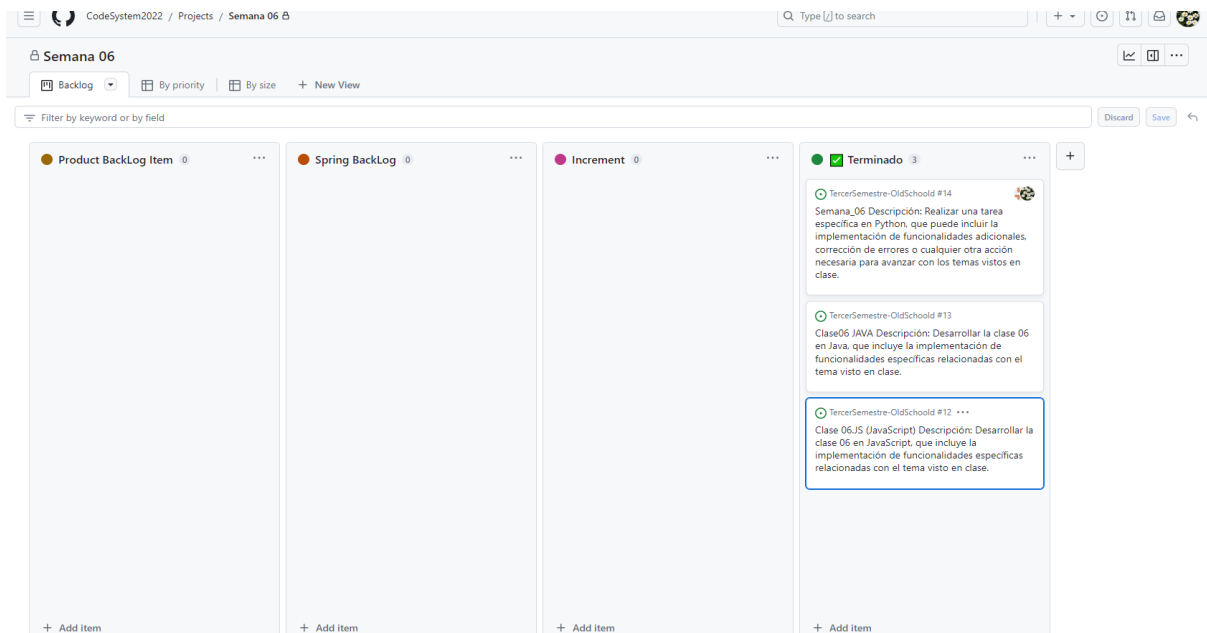 CodeSystem2022 / Projects / Semana 06
Type / to search
Semana 06
Backlog
By priority
By size
+ New View
Filter by keyword or by field
Discard
Save
Product BackLog Item 0
Spring BackLog 0
Increment 0
✅ Terminado 3
TercerSemestre-OldSchoold #14
Semana_06 Descripción: Realizar una tarea
específica en Python, que puede incluir la
implementación de funcionalidades adicionales,
corrección de errores o cualquier otra acción
necesaria para avanzar con los temas vistos en
clase.
TercerSemestre-OldSchoold #13
Clase06 JAVA Descripción: Desarrollar la clase 06
en Java, que incluye la implementación de
funcionalidades específicas relacionadas con el
tema visto en clase.
TercerSemestre-OldSchoold #12
Clase 06.JS (JavaScript) Descripción: Desarrollar la
clase 06 en JavaScript, que incluye la
implementación de funcionalidades específicas
relacionadas con el tema visto en clase.
+ Add item
+ Add item
+ Add item
+ Add item